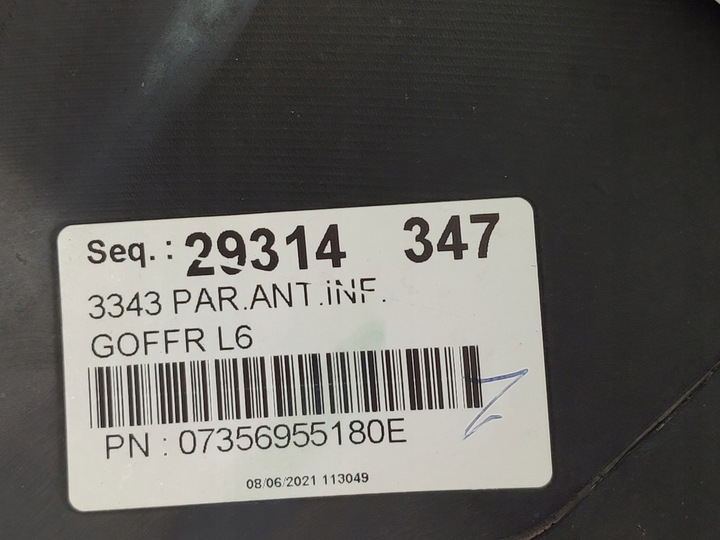 Seq. : 29314 347
3343 PAR.ANT.INF.
GOFFR L6
PN : 07356955180E
08/06/2021 113049